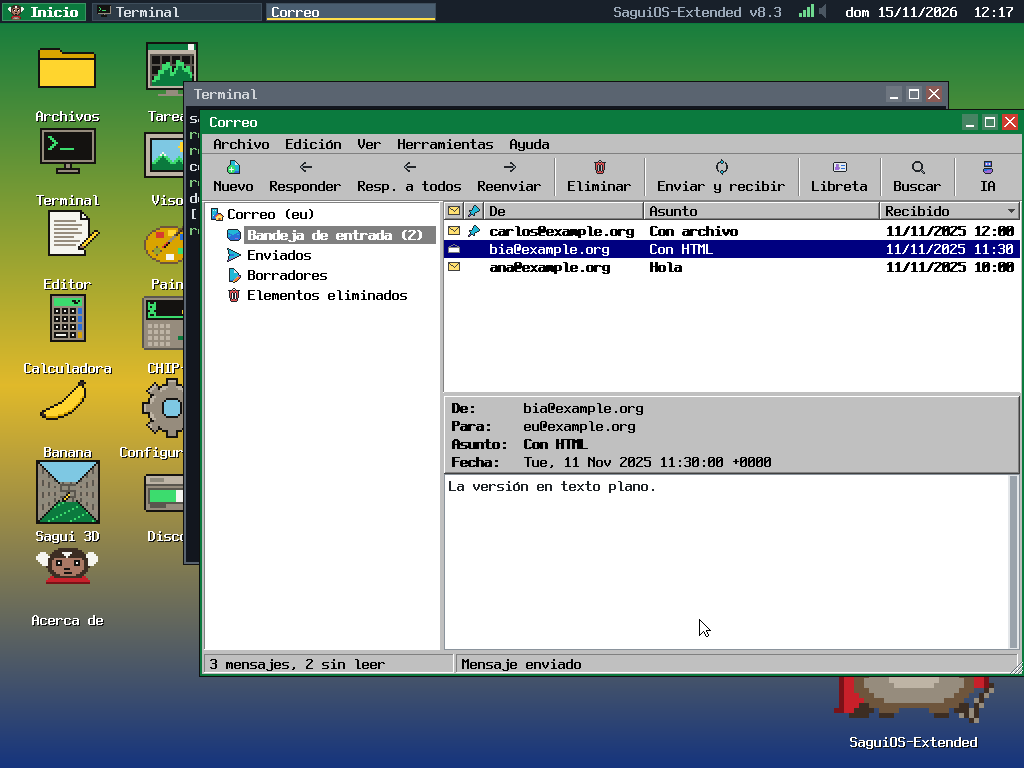 Inicio
Terminal
Correo
SaguiOS-Extended v8.3
dom 15/11/2026
12:17
Archivos
Terminal
Editor
Calculadora
CHIP-
Banana
Configur
Sagui 3D
Acerca de
Terminal
Correo
Archivo Edición Ver Herramientas Ayuda
Nuevo Responder Resp. a todos Reenviar Eliminar Enviar y recibir Libreta Buscar IA
Correo (eu)
Bandeja de entrada (2)
Enviados
Borradores
Elementos eliminados
De Asunto Recibido
carlos@example.org Con archivo 11/11/2025 12:00
bia@example.org Con HTML 11/11/2025 11:30
ana@example.org Hola 11/11/2025 10:00
De: bia@example.org
Para: eu@example.org
Asunto: Con HTML
Fecha: Tue, 11 Nov 2025 11:30:00 +0000
La versión en texto plano.
3 mensajes, 2 sin leer
Mensaje enviado
SaguiOS-Extended